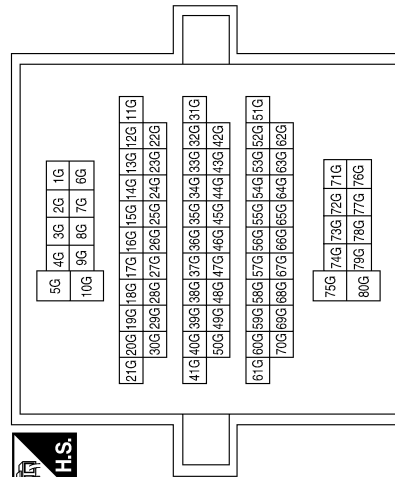 H.S.
5G 4G 3G 2G 1G
10G 9G 8G 7G 6G
21G 20G 19G 18G 17G 16G 15G 14G 13G 12G 11G
30G 29G 28G 27G 26G 25G 24G 23G 22G
41G 40G 39G 38G 37G 36G 35G 34G 33G 32G 31G
50G 49G 48G 47G 46G 45G 44G 43G 42G
61G 60G 59G 58G 57G 56G 55G 54G 53G 52G 51G
70G 69G 68G 67G 66G 65G 64G 63G 62G
75G 74G 73G 72G 71G
80G 79G 78G 77G 76G